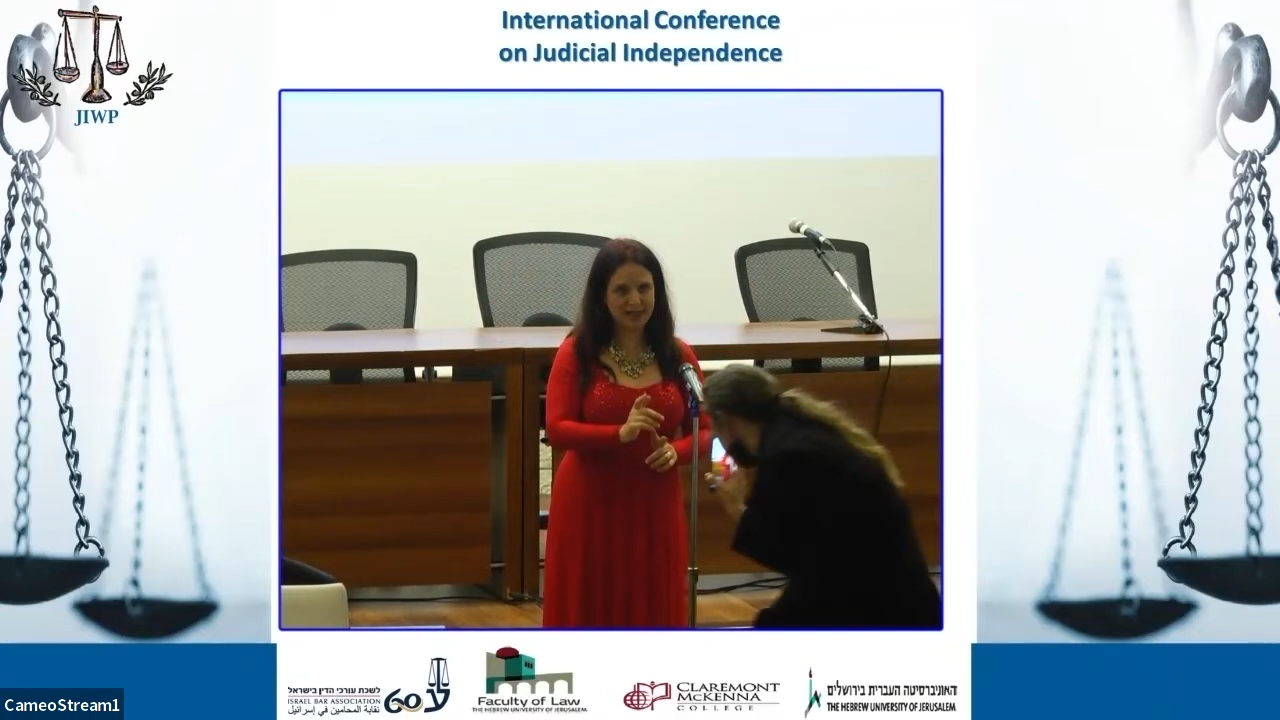 International Conference
on Judicial Independence
JIWP
לשכת עורכי הדין בישראל
ISRAEL BAR ASSOCIATION
نقابة المحامين في إسرائيل
60
Faculty of Law
THE HEBREW UNIVERSITY OF JERUSALEM
CLAREMONT
MCKENNA
COLLEGE
האוניברסיטה העברית בירושלים
THE HEBREW UNIVERSITY OF JERUSALEM
CameoStream1